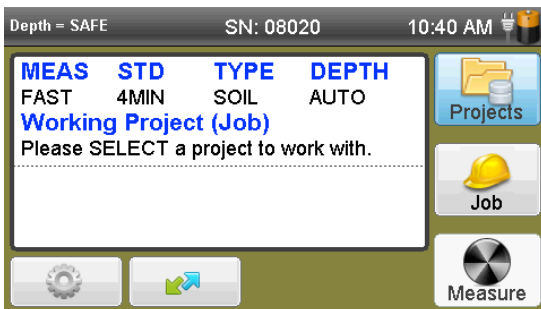 Depth = SAFE SN: 08020 10:40 AM
MEAS STD TYPE DEPTH
FAST 4MIN SOIL AUTO
Working Project (Job)
Please SELECT a project to work with.
Projects
Job
Measure